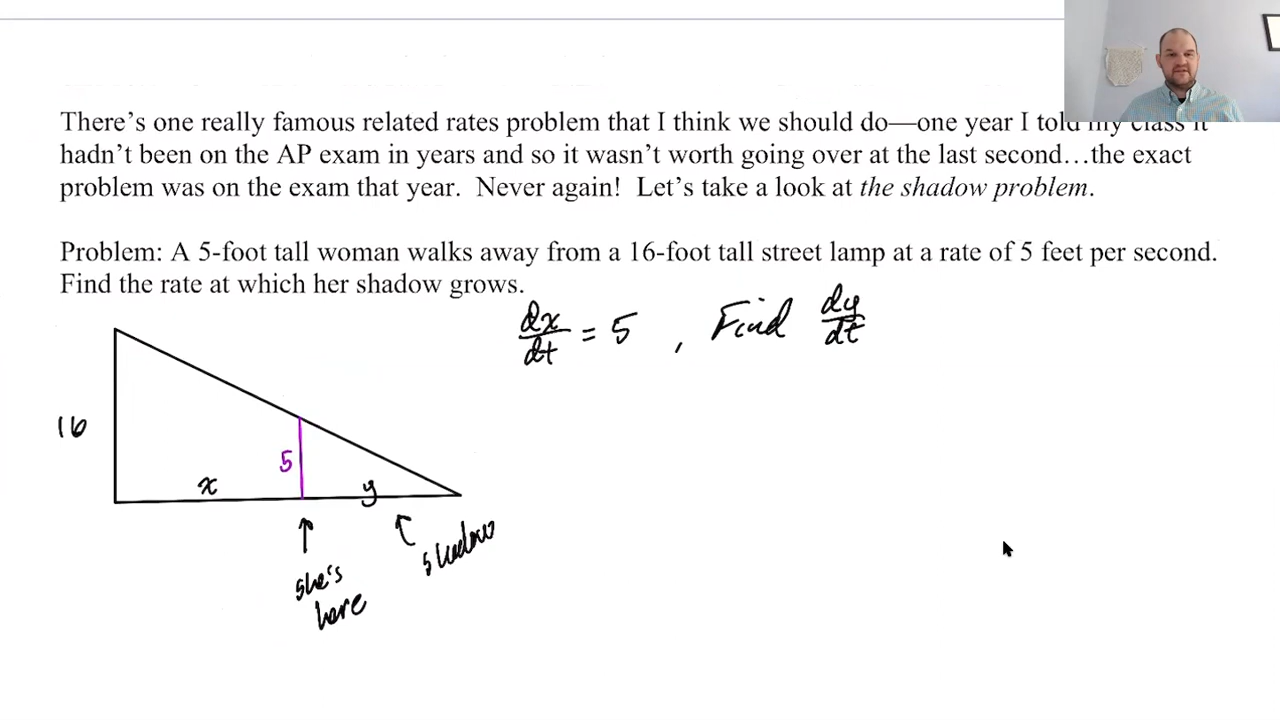 There’s one really famous related rates problem that I think we should do—one year I told my class it
hadn’t been on the AP exam in years and so it wasn’t worth going over at the last second…the exact
problem was on the exam that year.  Never again!  Let’s take a look at the shadow problem.
Problem: A 5-foot tall woman walks away from a 16-foot tall street lamp at a rate of 5 feet per second.
Find the rate at which her shadow grows.
dx/dt = 5 , Find dy/dt
16
5
x
y
she's
here
shadow